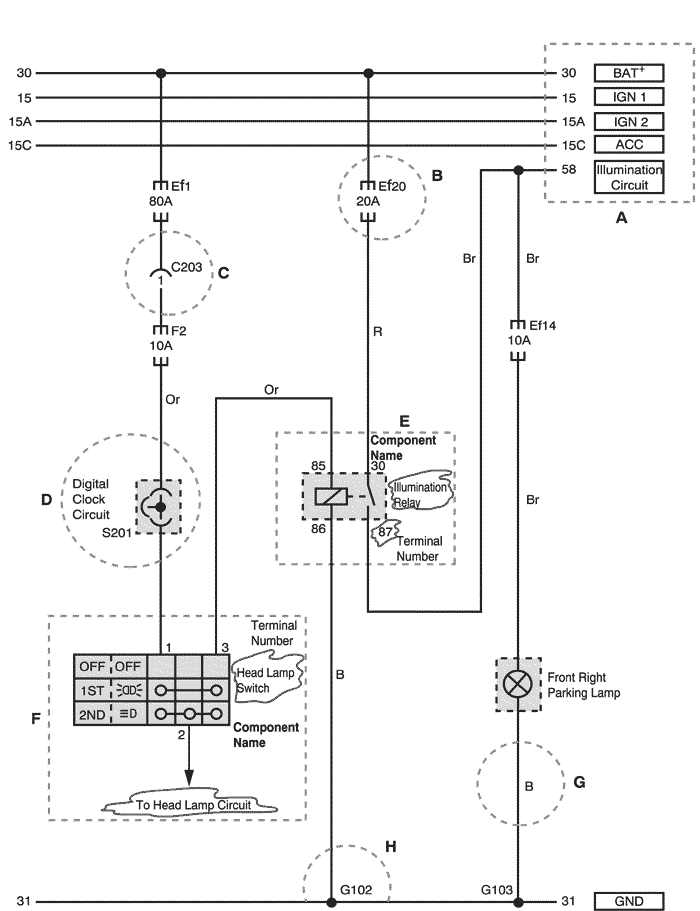 30 30 BAT+
15 15 IGN 1
15A 15A IGN 2
15C 15C ACC
58 Illumination
Circuit
A
Ef1
80A
Ef20
20A
B
C203
1
C
Br
Br
F2
10A
R
Ef14
10A
Or
Or
E
Component
Name
85
30
Illumination
Relay
86
87
Terminal
Number
D
Digital
Clock
Circuit
S201
Br
Terminal
Number
1
3
OFF OFF
1ST
2ND
Head Lamp
Switch
F
Component
Name
2
To Head Lamp Circuit
B
Front Right
Parking Lamp
B
G
H
G102
G103
31 31 GND